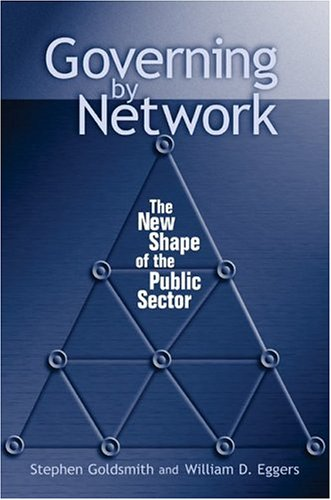 Governing
by
Network
The
New
Shape
of the
Public
Sector
Stephen Goldsmith and William D. Eggers